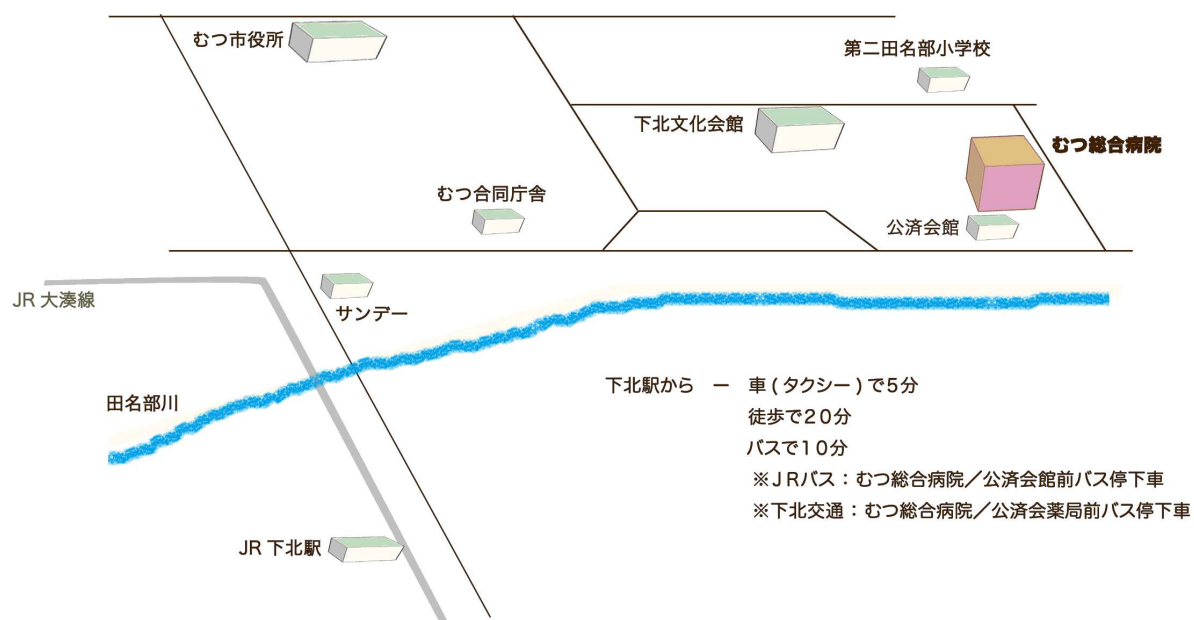 むつ市役所
第二田名部小学校
下北文化会館
むつ総合病院
むつ合同庁舎
公済会館
JR 大湊線
サンデー
田名部川
下北駅から － 車(タクシー)で5分
徒歩で20分
バスで10分
※JRバス：むつ総合病院／公済会館前バス停下車
※下北交通：むつ総合病院／公済会薬局前バス停下車
JR 下北駅